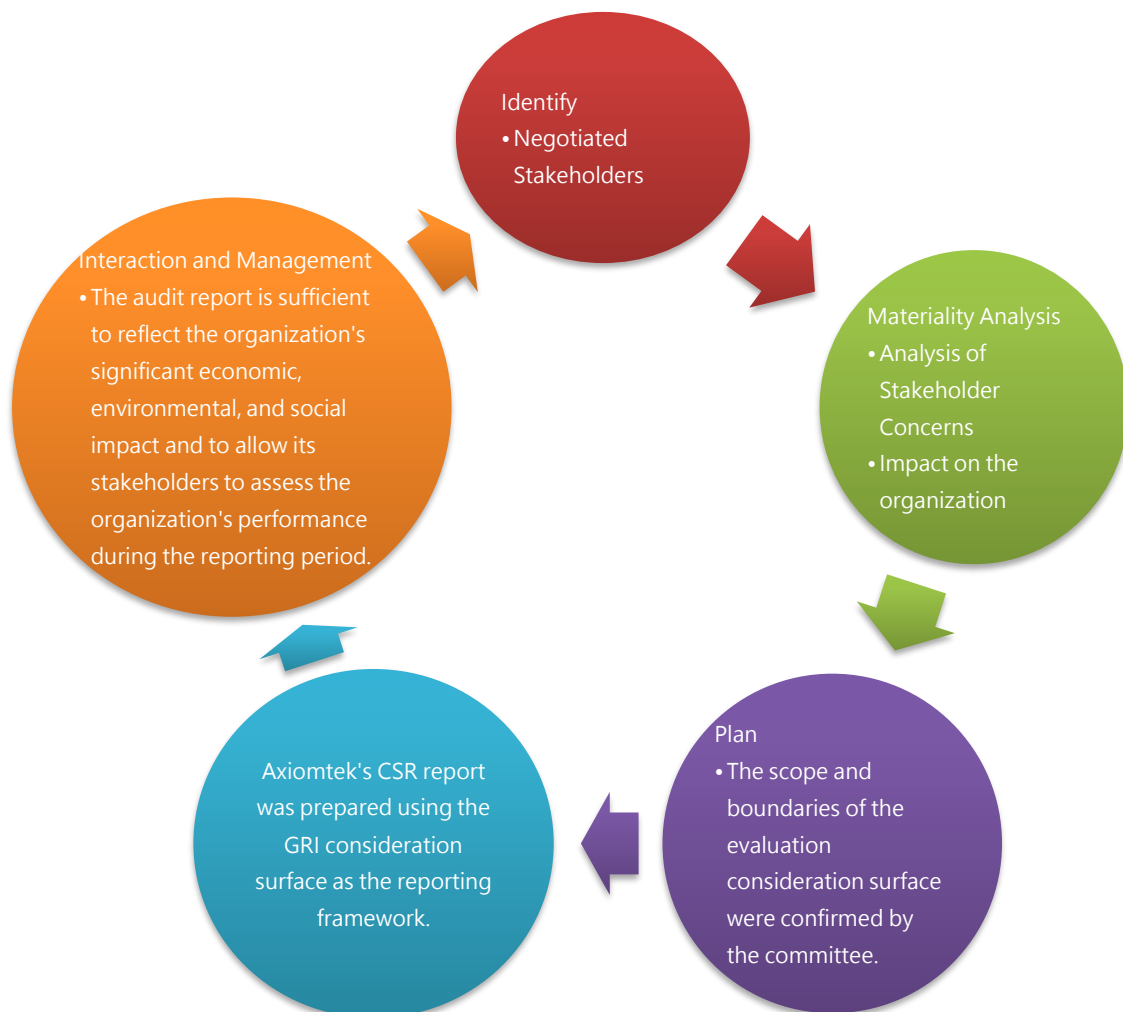 Identify
• Negotiated
Stakeholders
Materiality Analysis
• Analysis of
Stakeholder
Concerns
• Impact on the
organization
Plan
• The scope and
boundaries of the
evaluation
consideration surface
were confirmed by
the committee.
Axiomtek's CSR report
was prepared using the
GRI consideration
surface as the reporting
framework.
Interaction and Management
• The audit report is sufficient
to reflect the organization's
significant economic,
environmental, and social
impact and to allow its
stakeholders to assess the
organization's performance
during the reporting period.